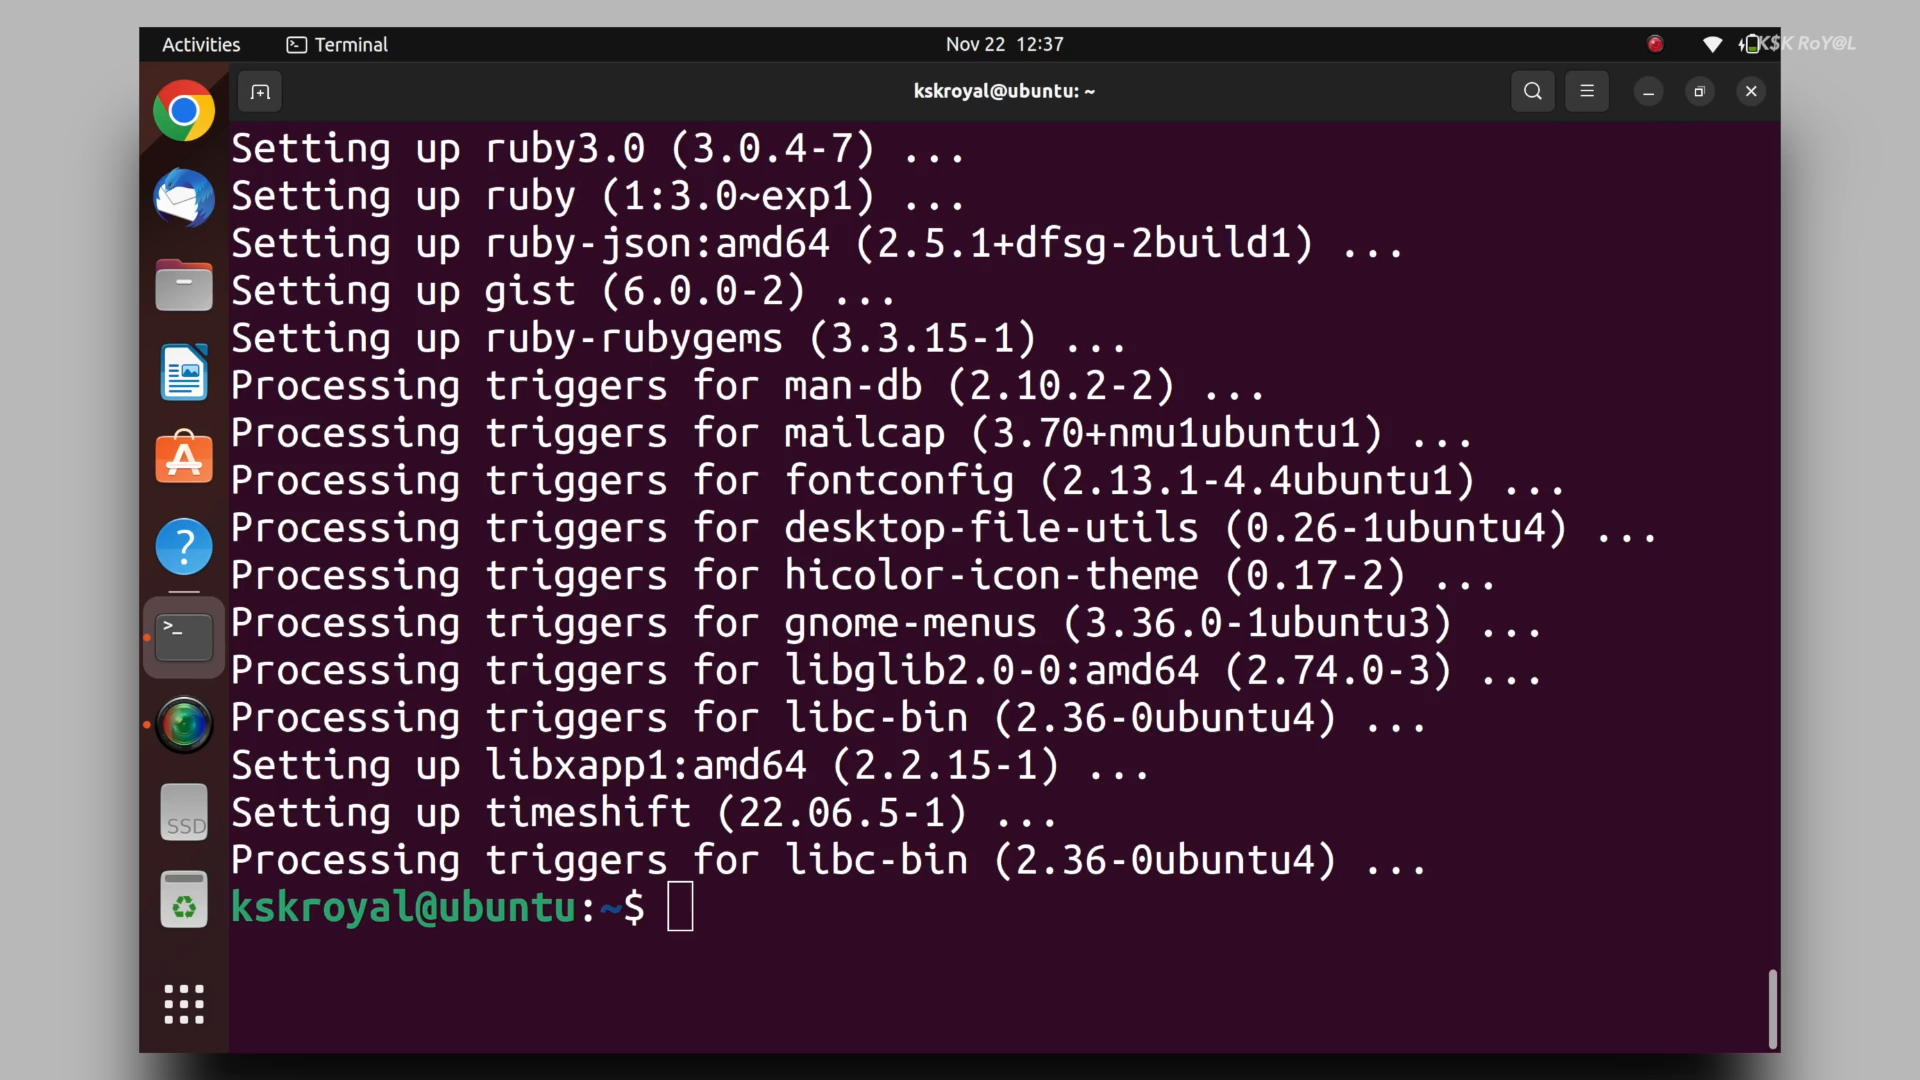 Activities
Terminal
Nov 22 12:37
K$K RoY@L
kskroyal@ubuntu: ~
Setting up ruby3.0 (3.0.4-7) ...
Setting up ruby (1:3.0~exp1) ...
Setting up ruby-json:amd64 (2.5.1+dfsg-2build1) ...
Setting up gist (6.0.0-2) ...
Setting up ruby-rubygems (3.3.15-1) ...
Processing triggers for man-db (2.10.2-2) ...
Processing triggers for mailcap (3.70+nmu1ubuntu1) ...
Processing triggers for fontconfig (2.13.1-4.4ubuntu1) ...
Processing triggers for desktop-file-utils (0.26-1ubuntu4) ...
Processing triggers for hicolor-icon-theme (0.17-2) ...
Processing triggers for gnome-menus (3.36.0-1ubuntu3) ...
Processing triggers for libglib2.0-0:amd64 (2.74.0-3) ...
Processing triggers for libc-bin (2.36-0ubuntu4) ...
Setting up libxapp1:amd64 (2.2.15-1) ...
Setting up timeshift (22.06.5-1) ...
Processing triggers for libc-bin (2.36-0ubuntu4) ...
kskroyal@ubuntu:~$
SSD